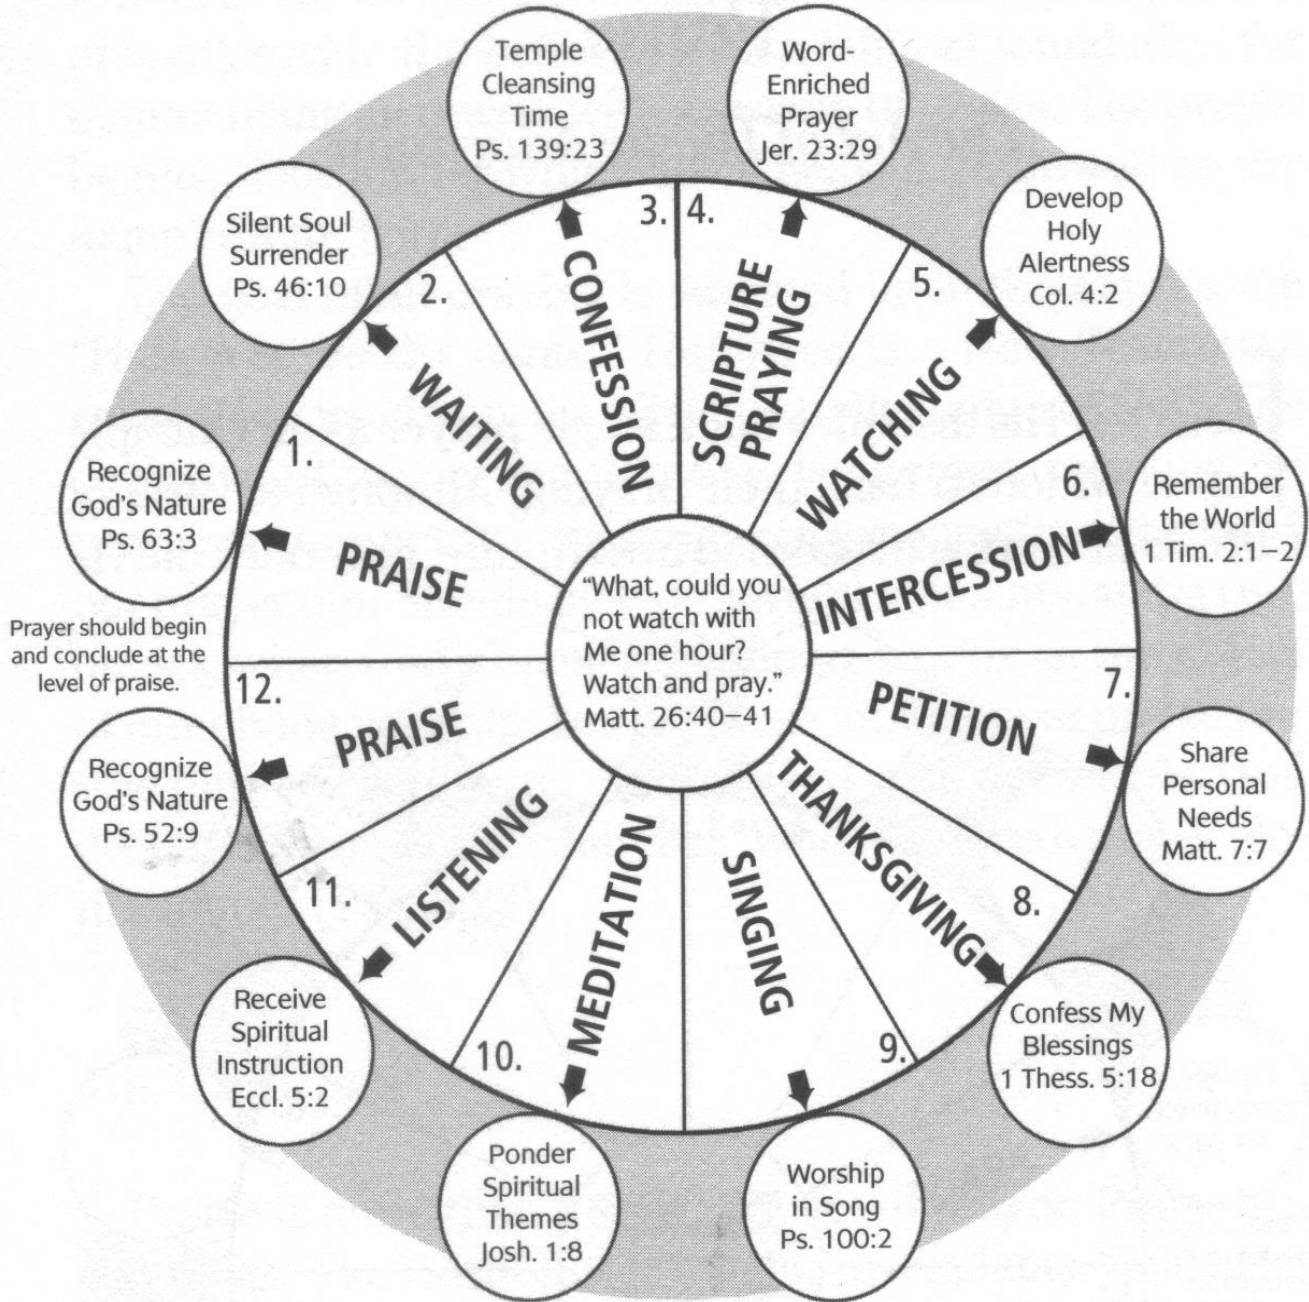 Temple
Cleansing
Time
Ps. 139:23
Word-
Enriched
Prayer
Jer. 23:29
Silent Soul
Surrender
Ps. 46:10
Develop
Holy
Alertness
Col. 4:2
Recognize
God's Nature
Ps. 63:3
Remember
the World
1 Tim. 2:1–2
Prayer should begin
and conclude at the
level of praise.
Recognize
God's Nature
Ps. 52:9
Share
Personal
Needs
Matt. 7:7
Receive
Spiritual
Instruction
Eccl. 5:2
Confess My
Blessings
1 Thess. 5:18
Ponder
Spiritual
Themes
Josh. 1:8
Worship
in Song
Ps. 100:2
1.
PRAISE
2.
WAITING
3.
CONFESSION
4.
SCRIPTURE
PRAYING
5.
WATCHING
6.
INTERCESSION
7.
PETITION
8.
THANKSGIVING
9.
SINGING
10.
MEDITATION
11.
LISTENING
12.
PRAISE
"What, could you
not watch with
Me one hour?
Watch and pray."
Matt. 26:40–41